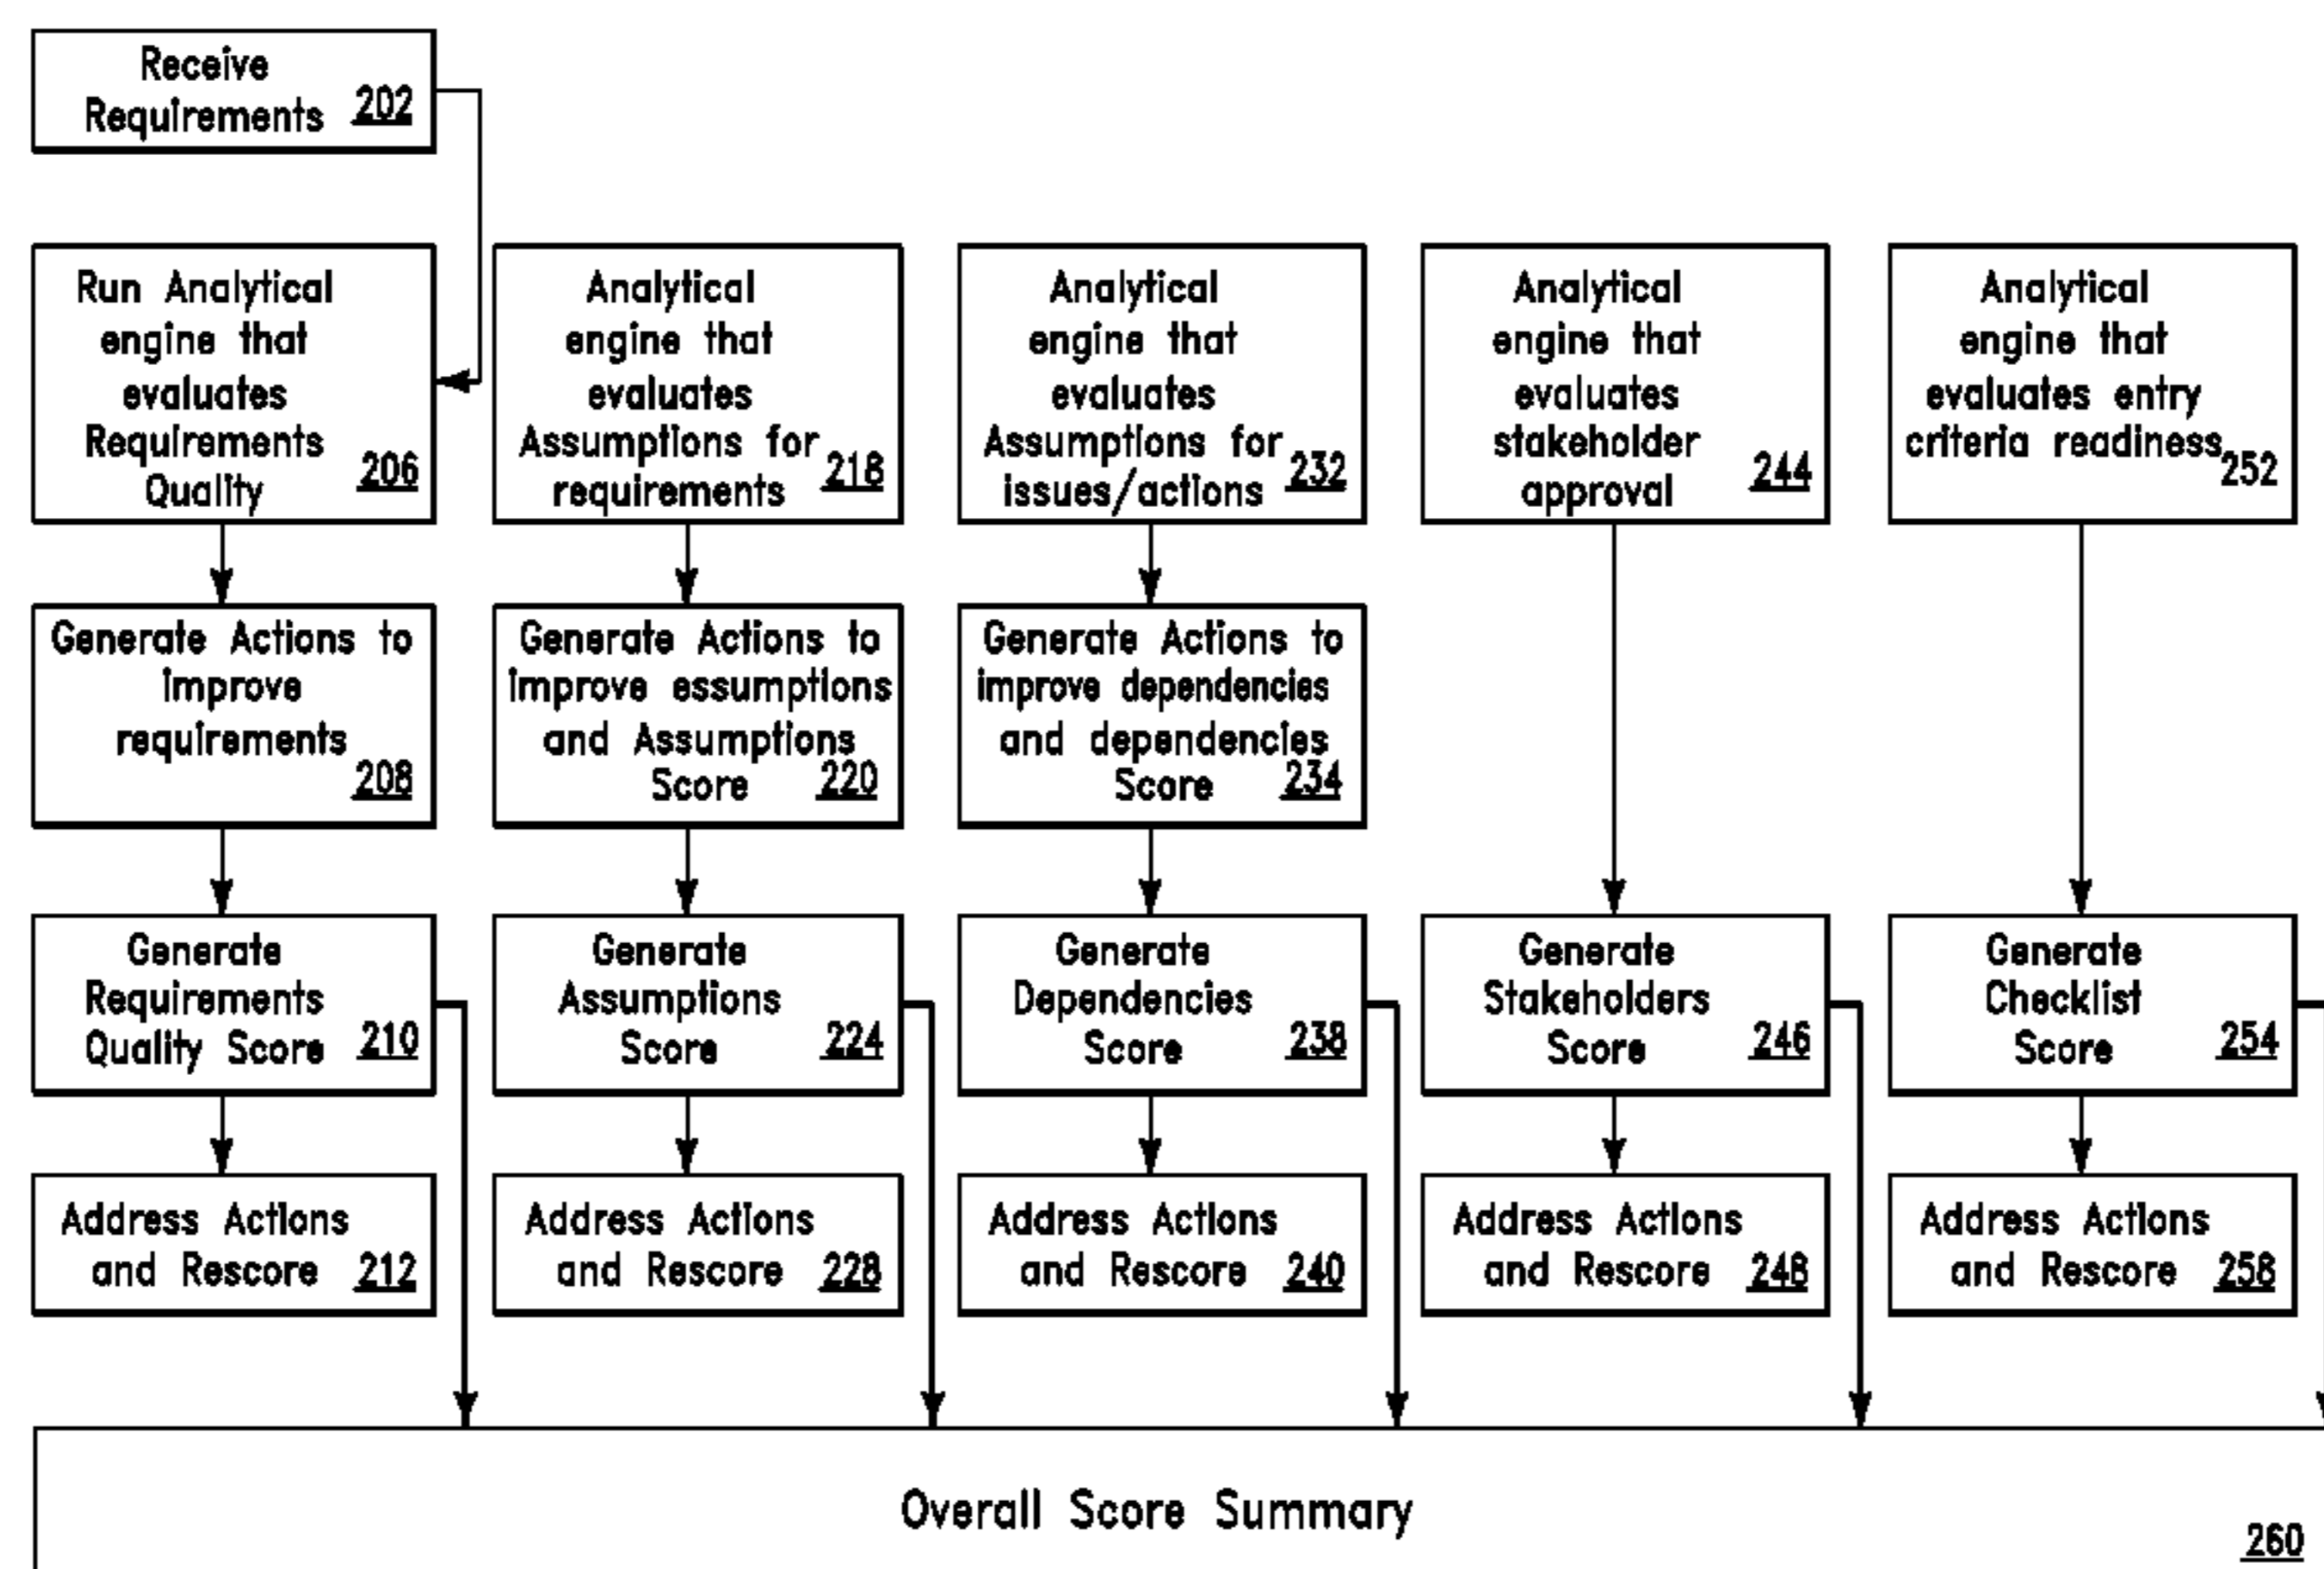 Receive
Requirements 202
Run Analytical
engine that
evaluates
Requirements
Quality 206
Analytical
engine that
evaluates
Assumptions for
requirements 218
Analytical
engine that
evaluates
Assumptions for
issues/actions 232
Analytical
engine that
evaluates
stakeholder
approval 244
Analytical
engine that
evaluates entry
criteria readiness
252
Generate Actions to
improve
requirements
208
Generate Actions to
improve essumptions
and Assumptions
Score 220
Generate Actions to
improve dependencies
and dependencies
Score 234
Generate
Requirements
Quality Score 210
Generate
Assumptions
Score 224
Generate
Dependencies
Score 238
Generate
Stakeholders
Score 246
Generate
Checklist
Score 254
Address Actions
and Rescore 212
Address Actions
and Rescore 228
Address Actions
and Rescore 240
Address Actions
and Rescore 248
Address Actions
and Rescore 258
Overall Score Summary
260